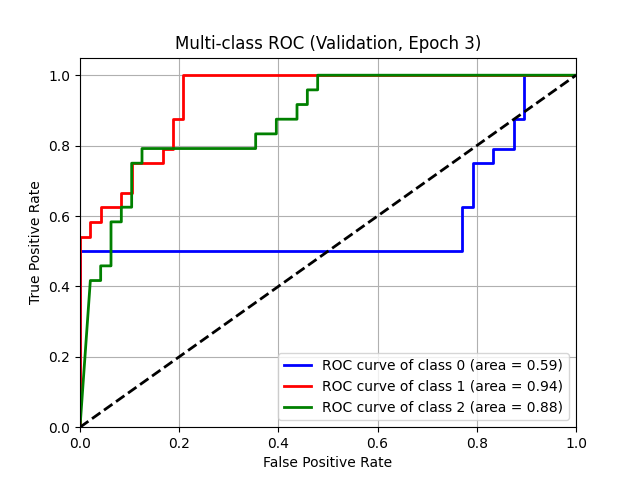 Multi-class ROC (Validation, Epoch 3)
True Positive Rate
1.0
0.8
0.6
0.4
0.2
0.0
ROC curve of class 0 (area = 0.59)
ROC curve of class 1 (area = 0.94)
ROC curve of class 2 (area = 0.88)
0.0 0.2 0.4 0.6 0.8 1.0
False Positive Rate